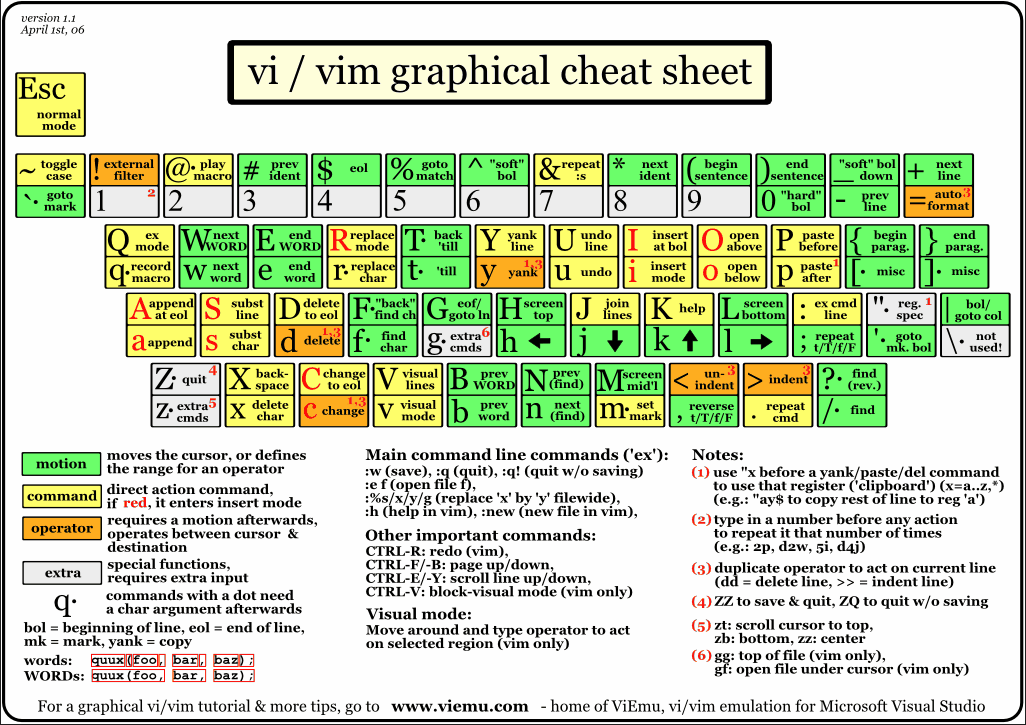 version 1.1
April 1st, 06
vi / vim graphical cheat sheet
Esc
normal
mode
~ toggle case
! external filter
@· play macro
# prev ident
$ eol
% goto match
^ "soft" bol
& repeat :s
* next ident
( begin sentence
) end sentence
_ "soft" bol down
+ next line
`· goto mark
1 2
2
3
4
5
6
7
8
9
0 "hard" bol
- prev line
= auto format 3
Q ex mode
W next WORD
E end WORD
R replace mode
T· back 'till
Y yank line
U undo line
I insert at bol
O open above
P paste before
{ begin parag.
} end parag.
q· record macro
w next word
e end word
r· replace char
t· 'till
y yank 1,3
u undo
i insert mode
o open below
p paste after 1
[· misc
]· misc
A append at eol
S subst line
D delete to eol
F· "back" find ch
G eof/ goto ln
H screen top
J join lines
K help
L screen bottom
: ex cmd line
"· reg. spec 1
| bol/ goto col
a append
s subst char
d delete 1,3
f· find char
g· extra cmds 6
h ←
j ↓
k ↑
l →
; repeat t/T/f/F
'· goto mk. bol
\· not used!
Z· quit 4
X back- space
C change to eol
V visual lines
B prev WORD
N prev (find)
M screen mid'l
< un- indent 3
> indent 3
?· find (rev.)
z· extra cmds 5
x delete char
c change 1,3
v visual mode
b prev word
n next (find)
m· set mark
, reverse t/T/f/F
. repeat cmd
/· find
motion
moves the cursor, or defines
the range for an operator
command
direct action command,
if red, it enters insert mode
operator
requires a motion afterwards,
operates between cursor &
destination
extra
special functions,
requires extra input
q·
commands with a dot need
a char argument afterwards
bol = beginning of line, eol = end of line,
mk = mark, yank = copy
words: quux(foo, bar, baz);
WORDs: quux(foo, bar, baz);
Main command line commands ('ex'):
:w (save), :q (quit), :q! (quit w/o saving)
:e f (open file f),
:%s/x/y/g (replace 'x' by 'y' filewide),
:h (help in vim), :new (new file in vim),
Other important commands:
CTRL-R: redo (vim),
CTRL-F/-B: page up/down,
CTRL-E/-Y: scroll line up/down,
CTRL-V: block-visual mode (vim only)
Visual mode:
Move around and type operator to act
on selected region (vim only)
Notes:
(1) use "x before a yank/paste/del command
to use that register ('clipboard') (x=a..z,*)
(e.g.: "ay$ to copy rest of line to reg 'a')
(2) type in a number before any action
to repeat it that number of times
(e.g.: 2p, d2w, 5i, d4j)
(3) duplicate operator to act on current line
(dd = delete line, >> = indent line)
(4) ZZ to save & quit, ZQ to quit w/o saving
(5) zt: scroll cursor to top,
zb: bottom, zz: center
(6) gg: top of file (vim only),
gf: open file under cursor (vim only)
For a graphical vi/vim tutorial & more tips, go to www.viemu.com - home of ViEmu, vi/vim emulation for Microsoft Visual Studio